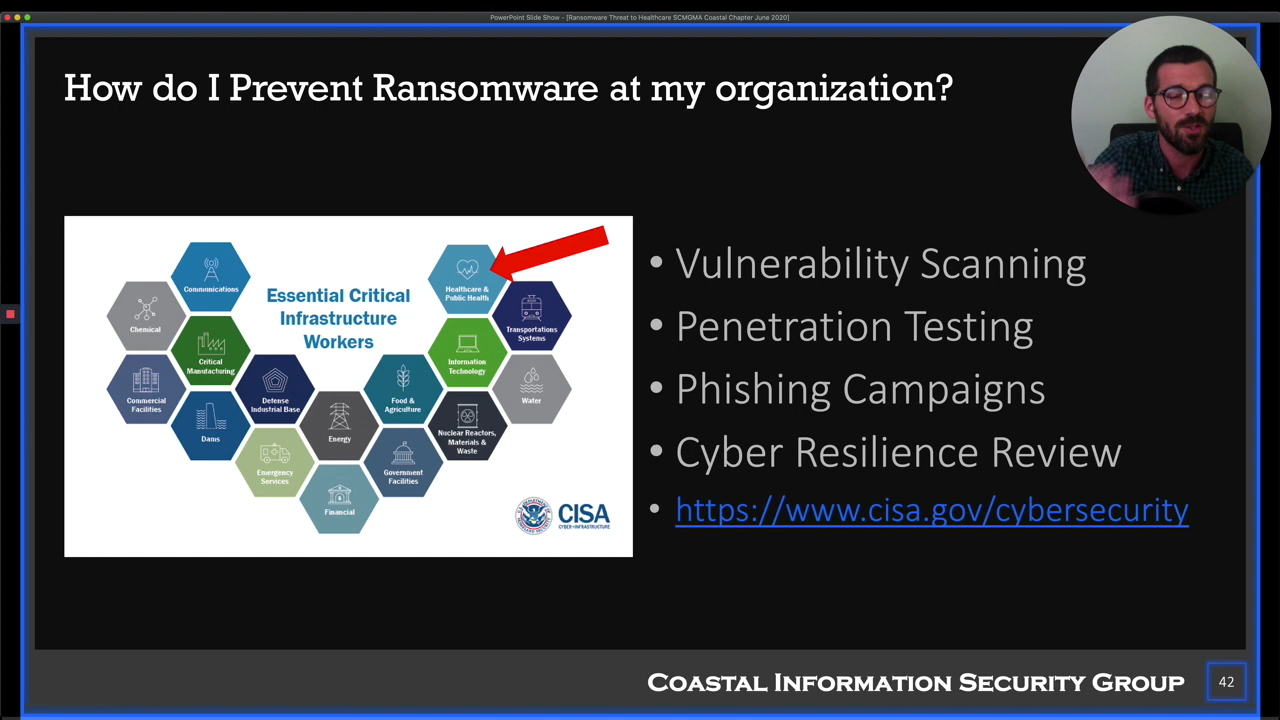 PowerPoint Slide Show - [Ransomware Threat to Healthcare SCMGMA Coastal Chapter June 2020]
How do I Prevent Ransomware at my organization?
Essential Critical
Infrastructure
Workers
Communications
Healthcare &
Public Health
Chemical
Transportations
Systems
Critical
Manufacturing
Information
Technology
Commercial
Facilities
Defense
Industrial Base
Food &
Agriculture
Water
Dams
Energy
Nuclear Reactors,
Materials &
Waste
Emergency
Services
Government
Facilities
Financial
CISA
CYBER+INFRASTRUCTURE
• Vulnerability Scanning
• Penetration Testing
• Phishing Campaigns
• Cyber Resilience Review
• https://www.cisa.gov/cybersecurity
Coastal Information Security Group
42